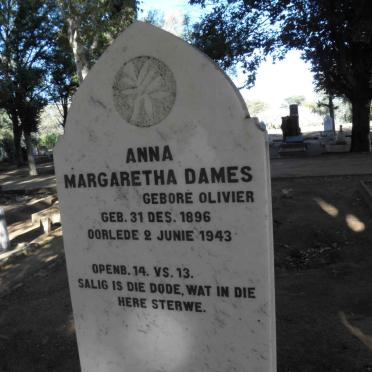 ANNA
MARGARETHA DAMES
GEBORE OLIVIER
GEB. 31 DES. 1896
OORLEDE 2 JUNIE 1943
OPENB. 14. VS. 13.
SALIG IS DIE DODE, WAT IN DIE
HERE STERWE.